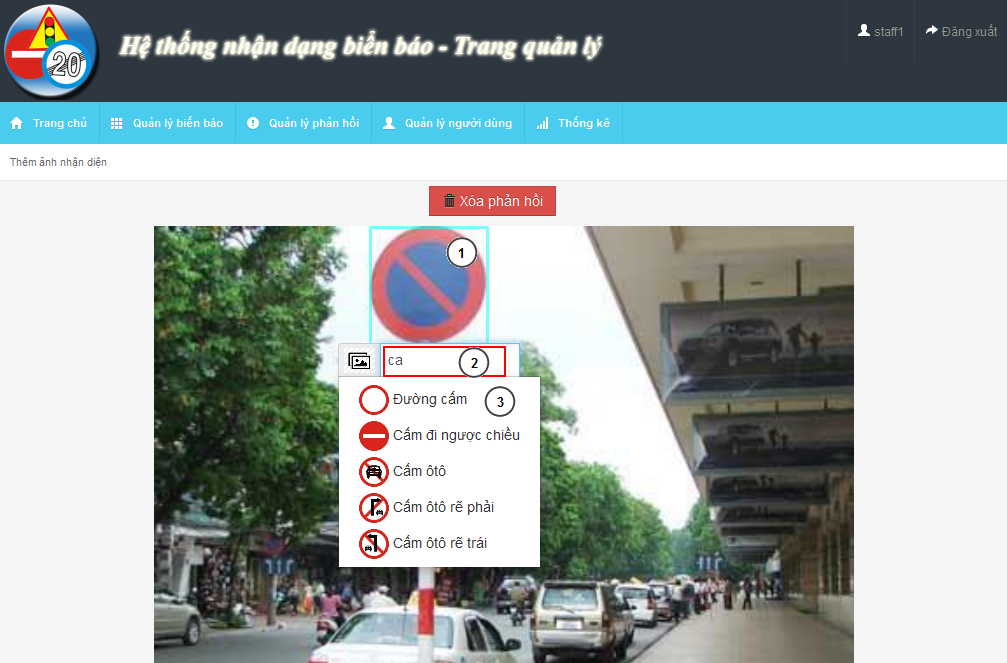 20
Hệ thống nhận dạng biển báo - Trang quản lý
staff1
Đăng xuất
Trang chủ
Quản lý biển báo
Quản lý phản hồi
Quản lý người dùng
Thống kê
Thêm ảnh nhận diện
Xóa phản hồi
1
ca
2
Đường cấm
3
Cấm đi ngược chiều
Cấm ôtô
Cấm ôtô rẽ phải
Cấm ôtô rẽ trái